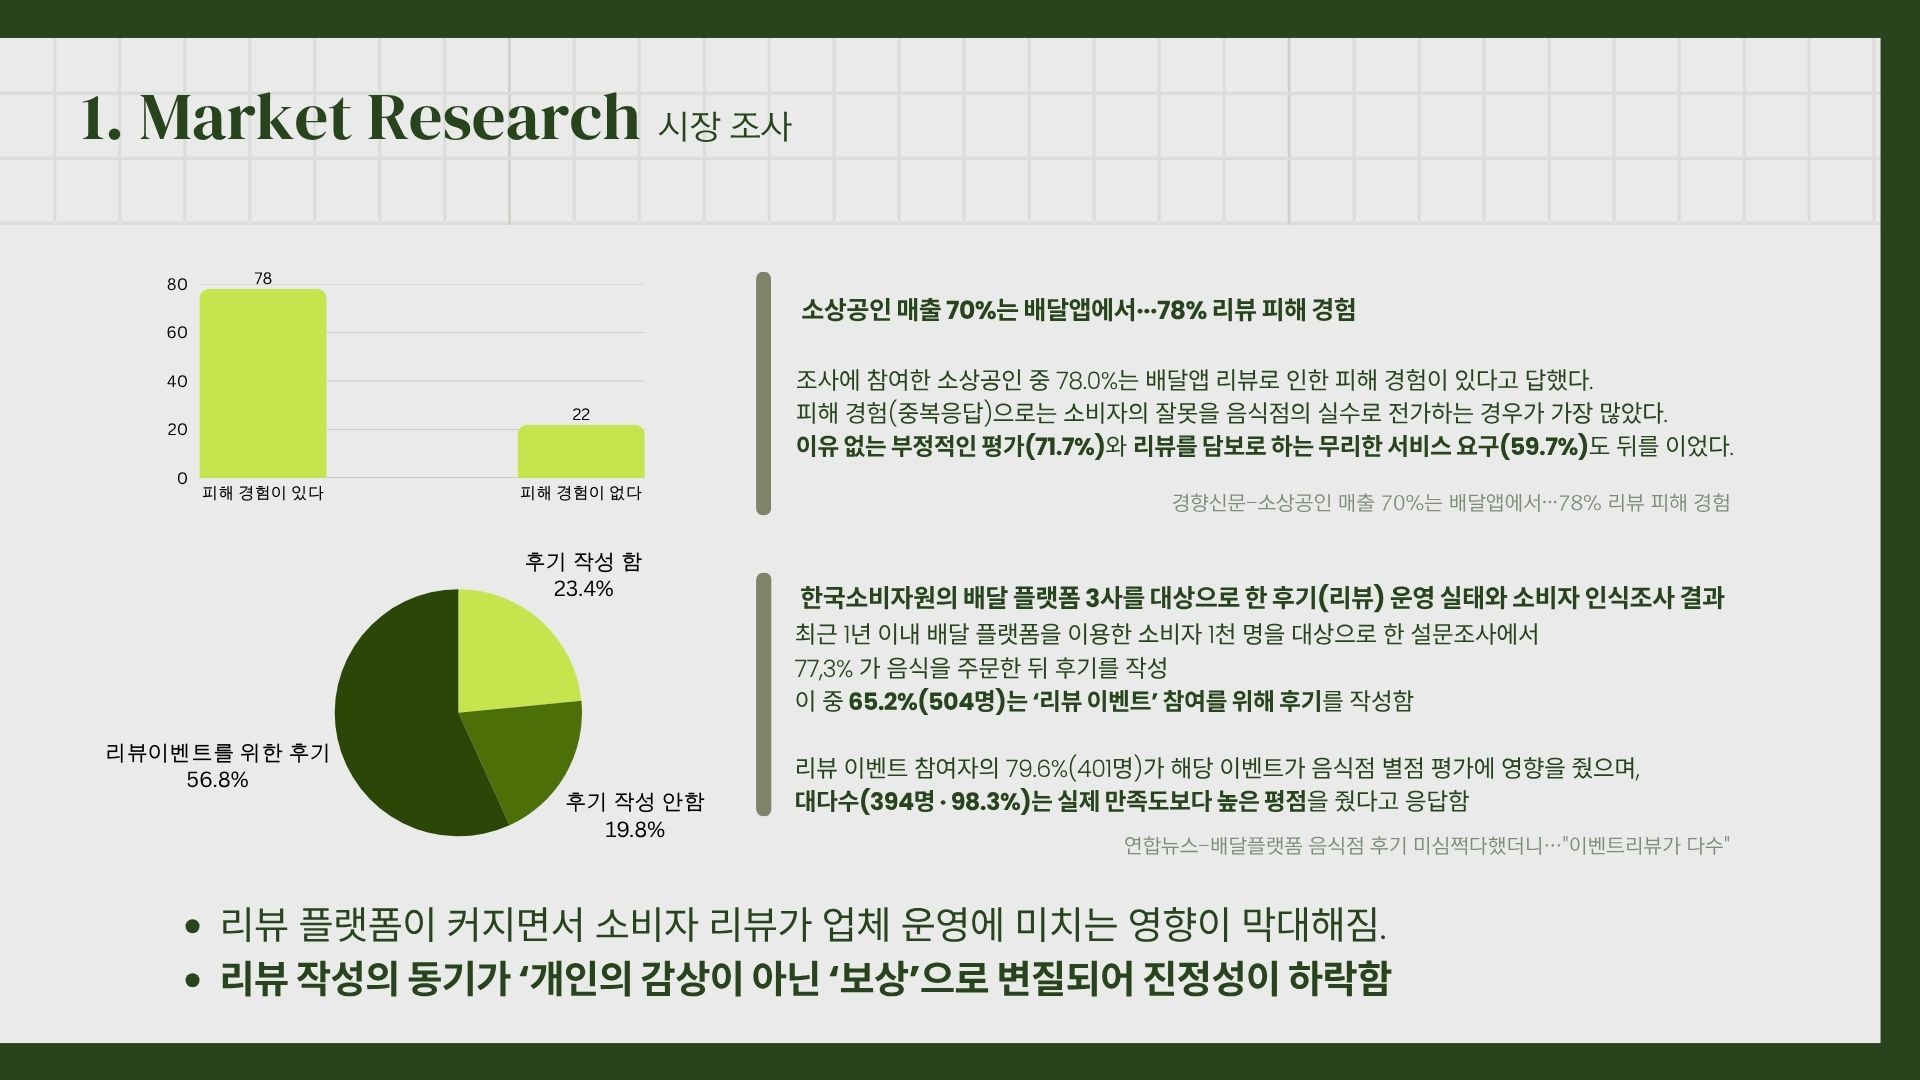 1. Market Research 시장 조사
78
80
60
40
22
20
0
피해 경험이 있다
피해 경험이 없다
소상공인 매출 70%는 배달앱에서···78% 리뷰 피해 경험
조사에 참여한 소상공인 중 78.0%는 배달앱 리뷰로 인한 피해 경험이 있다고 답했다.
피해 경험(중복응답)으로는 소비자의 잘못을 음식점의 실수로 전가하는 경우가 가장 많았다.
이유 없는 부정적인 평가(71.7%)와 리뷰를 담보로 하는 무리한 서비스 요구(59.7%)도 뒤를 이었다.
경향신문-소상공인 매출 70%는 배달앱에서···78% 리뷰 피해 경험
후기 작성 함
23.4%
리뷰이벤트를 위한 후기
56.8%
후기 작성 안함
19.8%
한국소비자원의 배달 플랫폼 3사를 대상으로 한 후기(리뷰) 운영 실태와 소비자 인식조사 결과
최근 1년 이내 배달 플랫폼을 이용한 소비자 1천 명을 대상으로 한 설문조사에서
77,3% 가 음식을 주문한 뒤 후기를 작성
이 중 65.2%(504명)는 ‘리뷰 이벤트’ 참여를 위해 후기를 작성함
리뷰 이벤트 참여자의 79.6%(401명)가 해당 이벤트가 음식점 별점 평가에 영향을 줬으며,
대다수(394명·98.3%)는 실제 만족도보다 높은 평점을 줬다고 응답함
연합뉴스-배달플랫폼 음식점 후기 미심쩍다했더니···"이벤트리뷰가 다수"
• 리뷰 플랫폼이 커지면서 소비자 리뷰가 업체 운영에 미치는 영향이 막대해짐.
• 리뷰 작성의 동기가 ‘개인의 감상이 아닌 ‘보상’으로 변질되어 진정성이 하락함